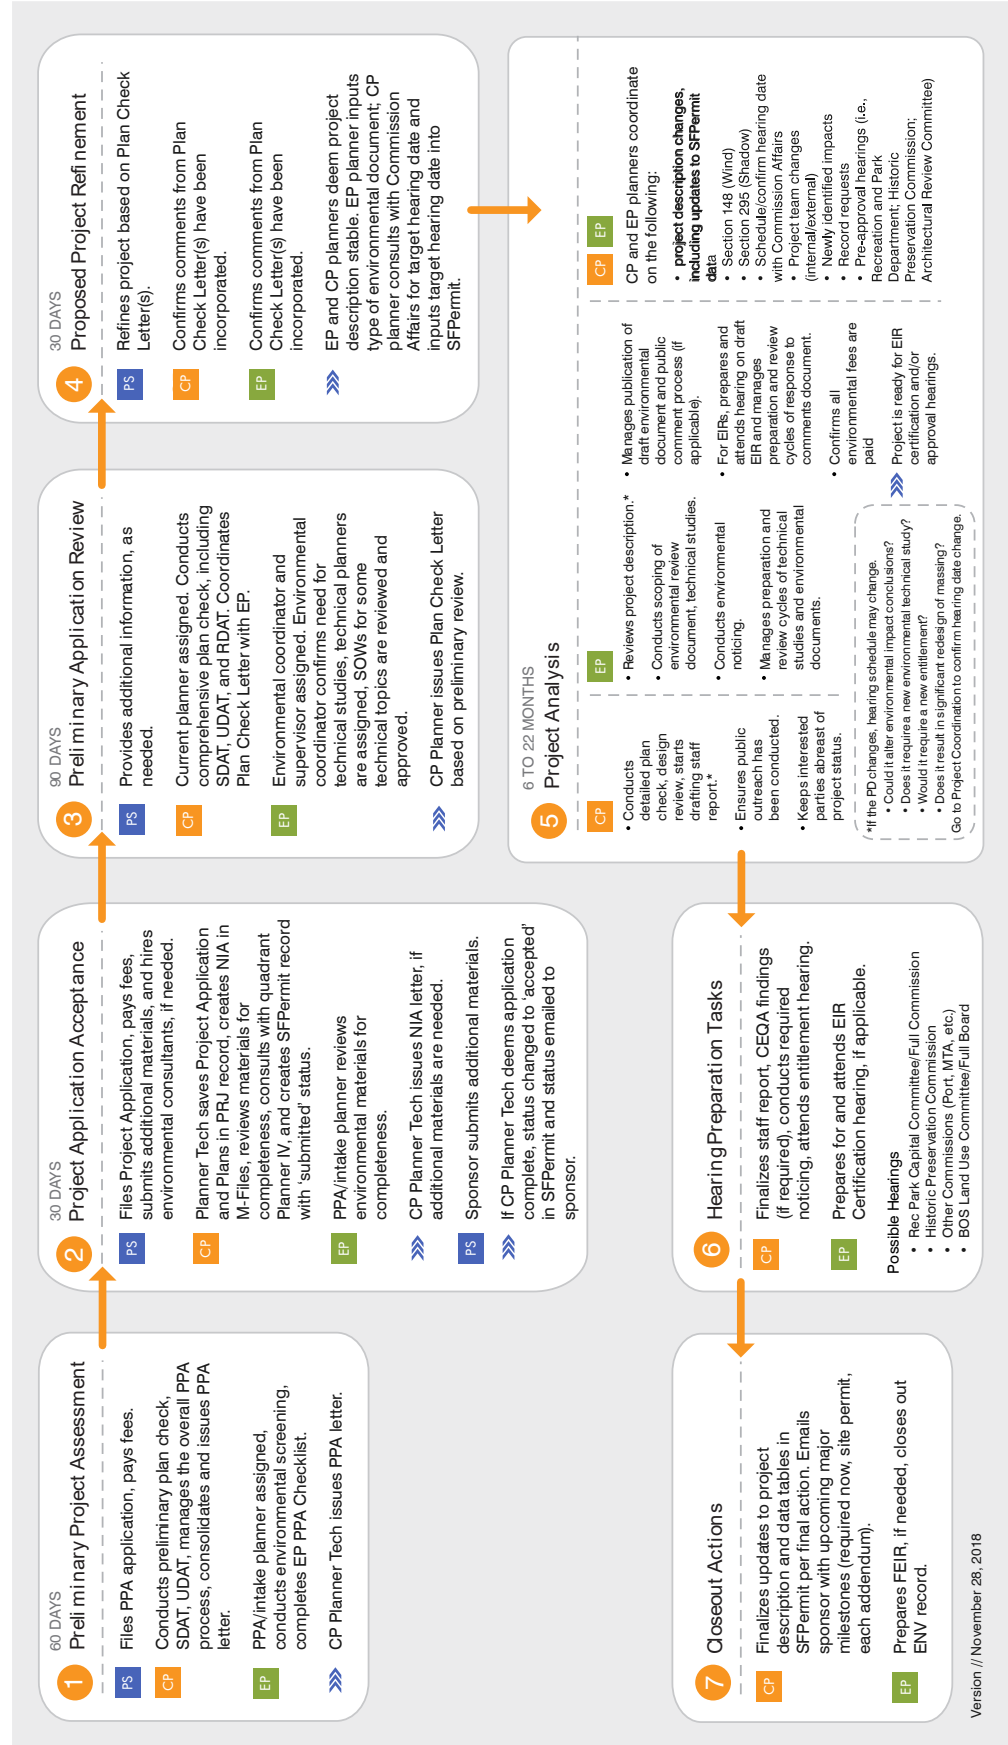 60 DAYS
1 Preliminary Project Assessment
PS
Files PPA application, pays fees.
CP
Conducts preliminary plan check,
SDAT, UDAT, manages the overall PPA
process, consolidates and issues PPA
letter.
EP
PPA/intake planner assigned,
conducts environmental screening,
completes EP PPA Checklist.
CP Planner Tech issues PPA letter.
30 DAYS
2 Project Application Acceptance
PS
Files Project Application, pays fees,
submits additional materials, and hires
environmental consultants, if needed.
CP
Planner Tech saves Project Application
and Plans in PRJ record, creates NIA in
M-Files, reviews materials for
completeness, consults with quadrant
Planner IV, and creates SFPermit record
with ‘submitted’ status.
EP
PPA/intake planner reviews
environmental materials for
completeness.
CP Planner Tech issues NIA letter, if
additional materials are needed.
PS
Sponsor submits additional materials.
If CP Planner Tech deems application
complete, status changed to ‘accepted’
in SFPermit and status emailed to
sponsor.
90 DAYS
3 Preliminary Application Review
PS
Provides additional information, as
needed.
CP
Current planner assigned. Conducts
comprehensive plan check, including
SDAT, UDAT, and RDAT. Coordinates
Plan Check Letter with EP.
EP
Environmental coordinator and
supervisor assigned. Environmental
coordinator confirms need for
technical studies, technical planners
are assigned, SOWs for some
technical topics are reviewed and
approved.
CP Planner issues Plan Check Letter
based on preliminary review.
30 DAYS
4 Proposed Project Refinement
PS
Refines project based on Plan Check
Letter(s).
CP
Confirms comments from Plan
Check Letter(s) have been
incorporated.
EP
Confirms comments from Plan
Check Letter(s) have been
incorporated.
EP and CP planners deem project
description stable. EP planner inputs
type of environmental document; CP
planner consults with Commission
Affairs for target hearing date and
inputs target hearing date into
SFPermit.
6 TO 22 MONTHS
5 Project Analysis
CP
• Conducts
detailed plan
check, design
review, starts
drafting staff
report.*
• Ensures public
outreach has
been conducted.
• Keeps interested
parties abreast of
project status.
EP
• Reviews project description.*
• Conducts scoping of
environmental review
document, technical studies.
• Conducts environmental
noticing.
• Manages preparation and
review cycles of technical
studies and environmental
documents.
• Manages publication of
draft environmental
document and public
comment process (if
applicable).
• For EIRs, prepares and
attends hearing on draft
EIR and manages
preparation and review
cycles of response to
comments document.
• Confirms all
environmental fees are
paid
Project is ready for EIR
certification and/or
approval hearings.
*If the PD changes, hearing schedule may change.
• Could it alter environmental impact conclusions?
• Does it require a new environmental technical study?
• Would it require a new entitlement?
• Does it result in significant redesign of massing?
Go to Project Coordination to confirm hearing date change.
CP EP
CP and EP planners coordinate
on the following:
• project description changes,
including updates to SFPermit
data
• Section 148 (Wind)
• Section 295 (Shadow)
• Schedule/confirm hearing date
with Commission Affairs
• Project team changes
(internal/external)
• Newly identified impacts
• Record requests
• Pre-approval hearings (i.e.,
Recreation and Park
Department; Historic
Preservation Commission;
Architectural Review Committee)
6 Hearing Preparation Tasks
CP
Finalizes staff report, CEQA findings
(if required), conducts required
noticing, attends entitlement hearing.
EP
Prepares for and attends EIR
Certification hearing, if applicable.
Possible Hearings
• Rec Park Capital Committee/Full Commission
• Historic Preservation Commission
• Other Commissions (Port, MTA, etc.)
• BOS Land Use Committee/Full Board
7 Closeout Actions
CP
Finalizes updates to project
description and data tables in
SFPermit per final action. Emails
sponsor with upcoming major
milestones (required now, site permit,
each addendum).
EP
Prepares FEIR, if needed, closes out
ENV record.
Version // November 28, 2018